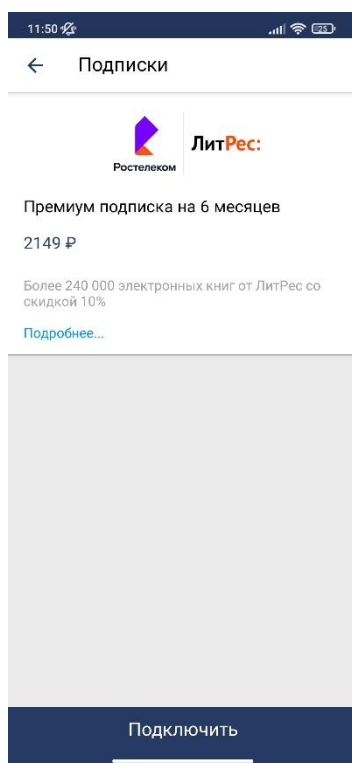 11:50
25
Подписки
Ростелеком
ЛитРес:
Премиум подписка на 6 месяцев
2149 ₽
Более 240 000 электронных книг от ЛитРес со
скидкой 10%
Подробнее...
Подключить